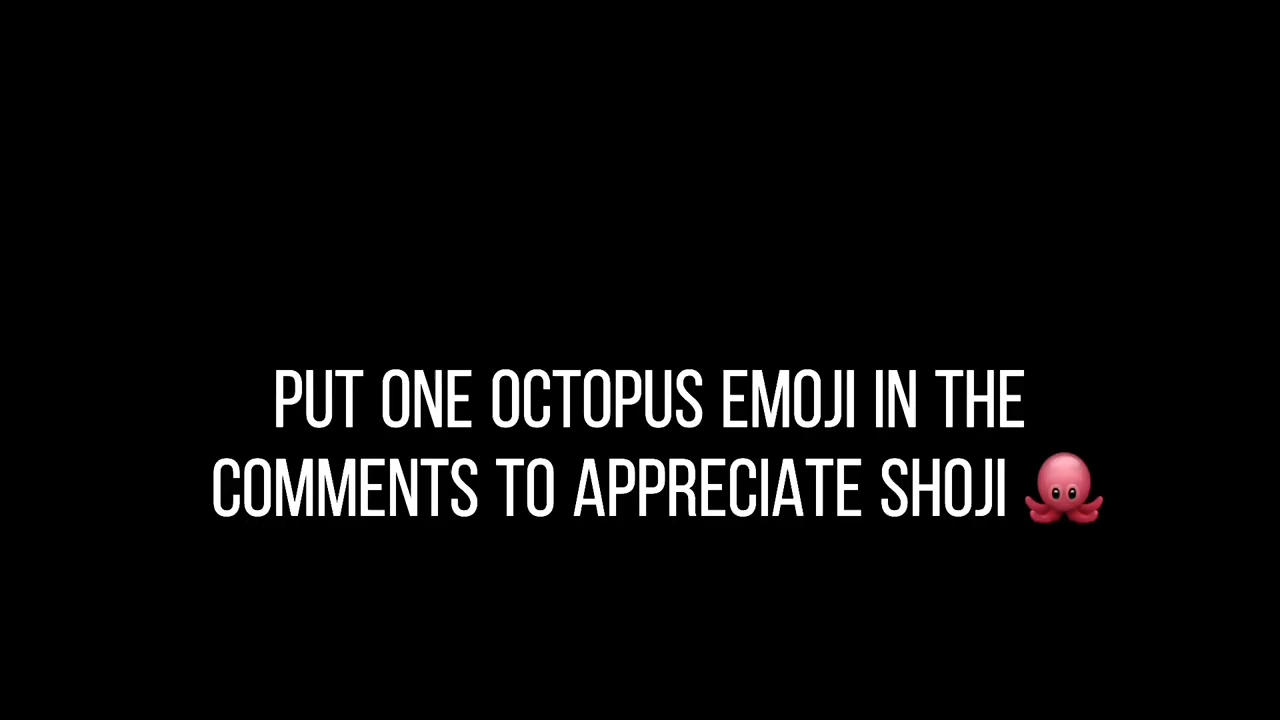 PUT ONE OCTOPUS EMOJI IN THE
COMMENTS TO APPRECIATE SHOJI 🐙